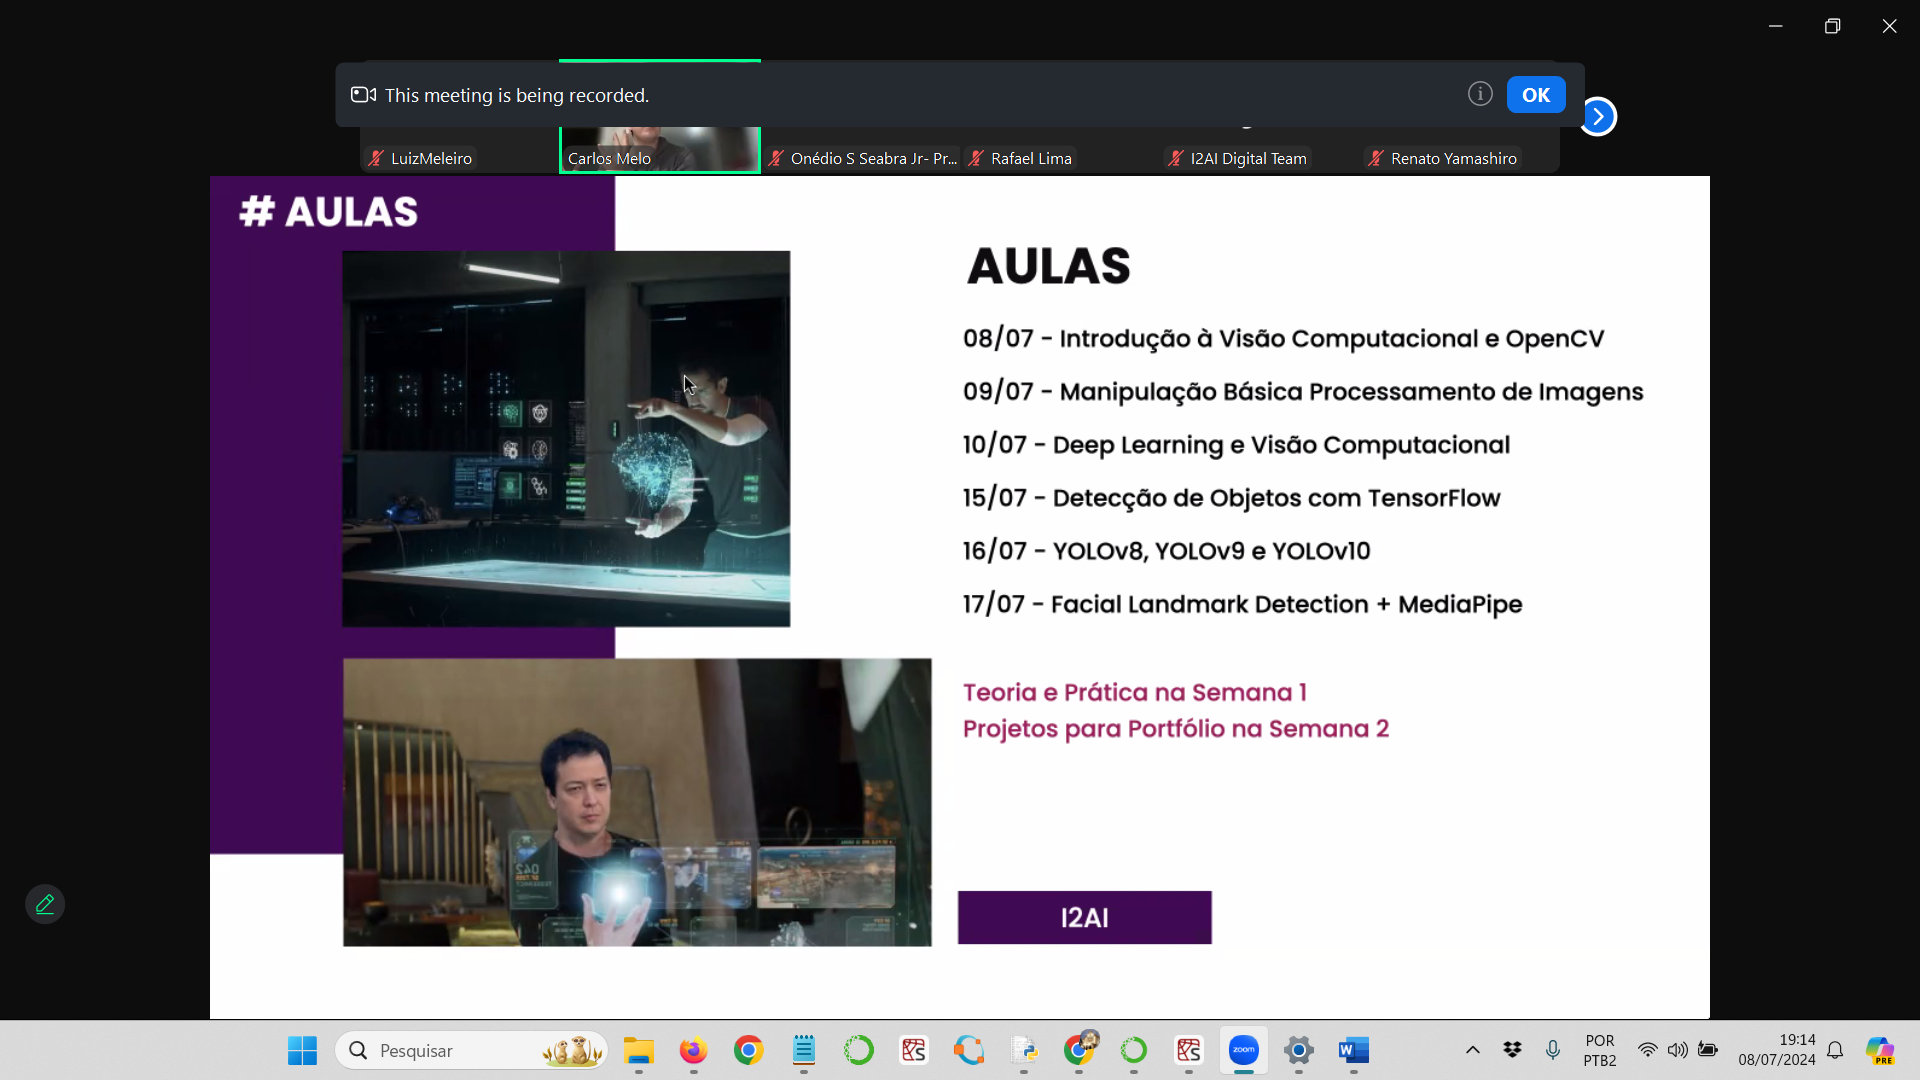 This meeting is being recorded.
OK
LuizMeleiro
Carlos Melo
Onédio S Seabra Jr- Pr...
Rafael Lima
I2AI Digital Team
Renato Yamashiro
# AULAS
AULAS
08/07 - Introdução à Visão Computacional e OpenCV
09/07 - Manipulação Básica Processamento de Imagens
10/07 - Deep Learning e Visão Computacional
15/07 - Detecção de Objetos com TensorFlow
16/07 - YOLOv8, YOLOv9 e YOLOv10
17/07 - Facial Landmark Detection + MediaPipe
Teoria e Prática na Semana 1
Projetos para Portfólio na Semana 2
I2AI
Pesquisar
zoom
POR
PTB2
19:14
08/07/2024
PRE